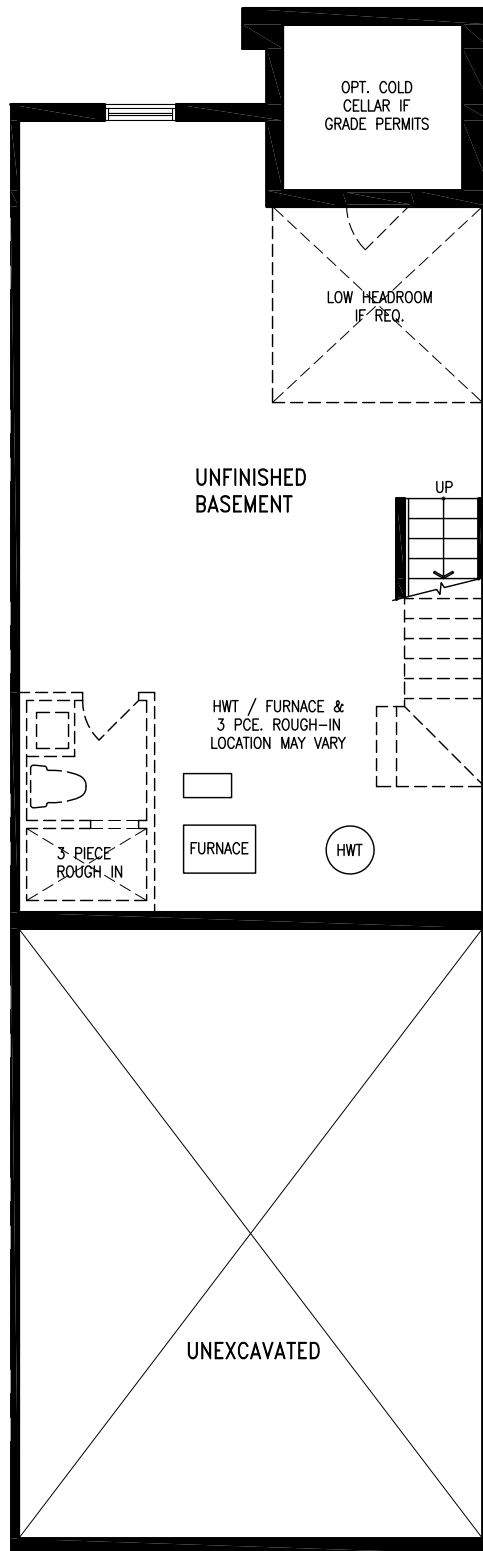 OPT. COLD
CELLAR IF
GRADE PERMITS
LOW HEADROOM
IF REQ.
UNFINISHED
BASEMENT
UP
HWT / FURNACE &
3 PCE. ROUGH-IN
LOCATION MAY VARY
3 PIECE
ROUGH IN
FURNACE
HWT
UNEXCAVATED